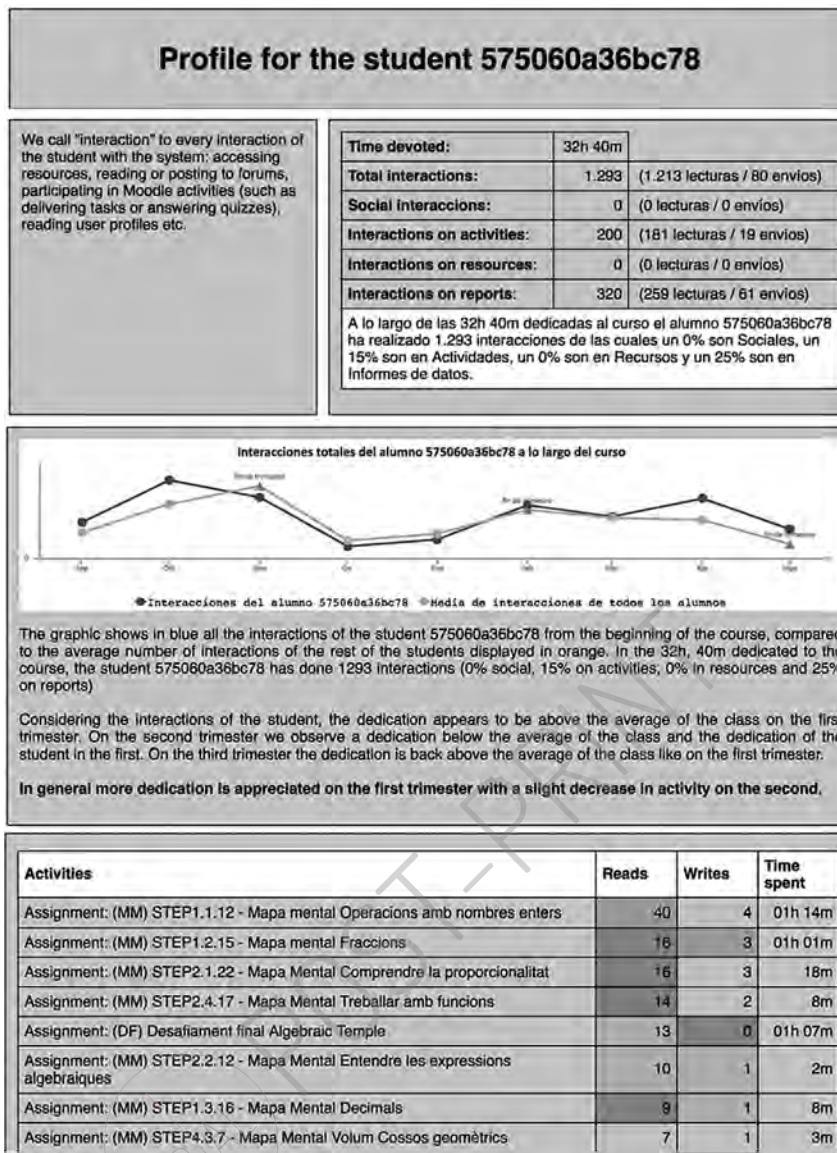 Profile for the student 575060a36bc78
We call "interaction" to every interaction of
the student with the system: accessing
resources, reading or posting to forums,
participating in Moodle activities (such as
delivering tasks or answering quizzes),
reading user profiles etc.
Time devoted: 32h 40m
Total interactions: 1.293 (1.213 lecturas / 80 envíos)
Social interaccions: 0 (0 lecturas / 0 envíos)
Interactions on activities: 200 (181 lecturas / 19 envíos)
Interactions on resources: 0 (0 lecturas / 0 envíos)
Interactions on reports: 320 (259 lecturas / 61 envíos)
A lo largo de las 32h 40m dedicadas al curso el alumno 575060a36bc78
ha realizado 1.293 interacciones de las cuales un 0% son Sociales, un
15% son en Actividades, un 0% son en Recursos y un 25% son en
Informes de datos.
Interacciones totales del alumno 575060a36bc78 a lo largo del curso
0
Interacciones del alumno 575060a36bc78 Media de interacciones de todos los alumnos
The graphic shows in blue all the interactions of the student 575060a36bc78 from the beginning of the course, compared
to the average number of interactions of the rest of the students displayed in orange. In the 32h, 40m dedicated to the
course, the student 575060a36bc78 has done 1293 interactions (0% social, 15% on activities, 0% in resources and 25%
on reports)
Considering the interactions of the student, the dedication appears to be above the average of the class on the first
trimester. On the second trimester we observe a dedication below the average of the class and the dedication of the
student in the first. On the third trimester the dedication is back above the average of the class like on the first trimester.
In general more dedication is appreciated on the first trimester with a slight decrease in activity on the second.
Activities Reads Writes Time spent
Assignment: (MM) STEP1.1.12 - Mapa mental Operacions amb nombres enters 40 4 01h 14m
Assignment: (MM) STEP1.2.15 - Mapa mental Fraccions 16 3 01h 01m
Assignment: (MM) STEP2.1.22 - Mapa Mental Comprendre la proporcionalitat 16 3 18m
Assignment: (MM) STEP2.4.17 - Mapa Mental Treballar amb funcions 14 2 8m
Assignment: (DF) Desafiament final Algebraic Temple 13 0 01h 07m
Assignment: (MM) STEP2.2.12 - Mapa Mental Entendre les expressions
algebraiques 10 1 2m
Assignment: (MM) STEP1.3.16 - Mapa Mental Decimals 9 1 8m
Assignment: (MM) STEP4.3.7 - Mapa Mental Volum Cossos geomètrics 7 1 3m
POST-PRINT